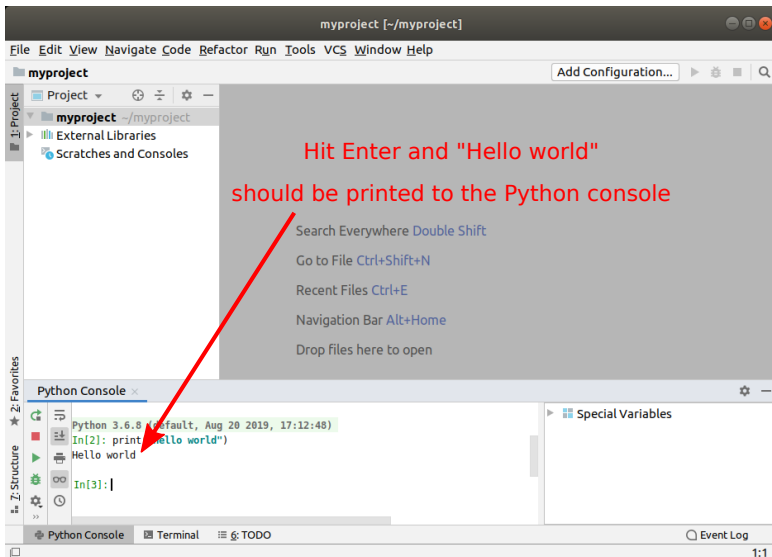 myproject [~/myproject]
File Edit View Navigate Code Refactor Run Tools VCS Window Help
myproject
Add Configuration...
1: Project
Project
myproject ~/myproject
External Libraries
Scratches and Consoles
Hit Enter and "Hello world"
should be printed to the Python console
Search Everywhere Double Shift
Go to File Ctrl+Shift+N
Recent Files Ctrl+E
Navigation Bar Alt+Home
Drop files here to open
2: Favorites
7: Structure
Python Console
Python 3.6.8 (default, Aug 20 2019, 17:12:48)
In[2]: print("Hello world")
Hello world
In[3]:
Special Variables
Python Console Terminal 6: TODO Event Log
1:1